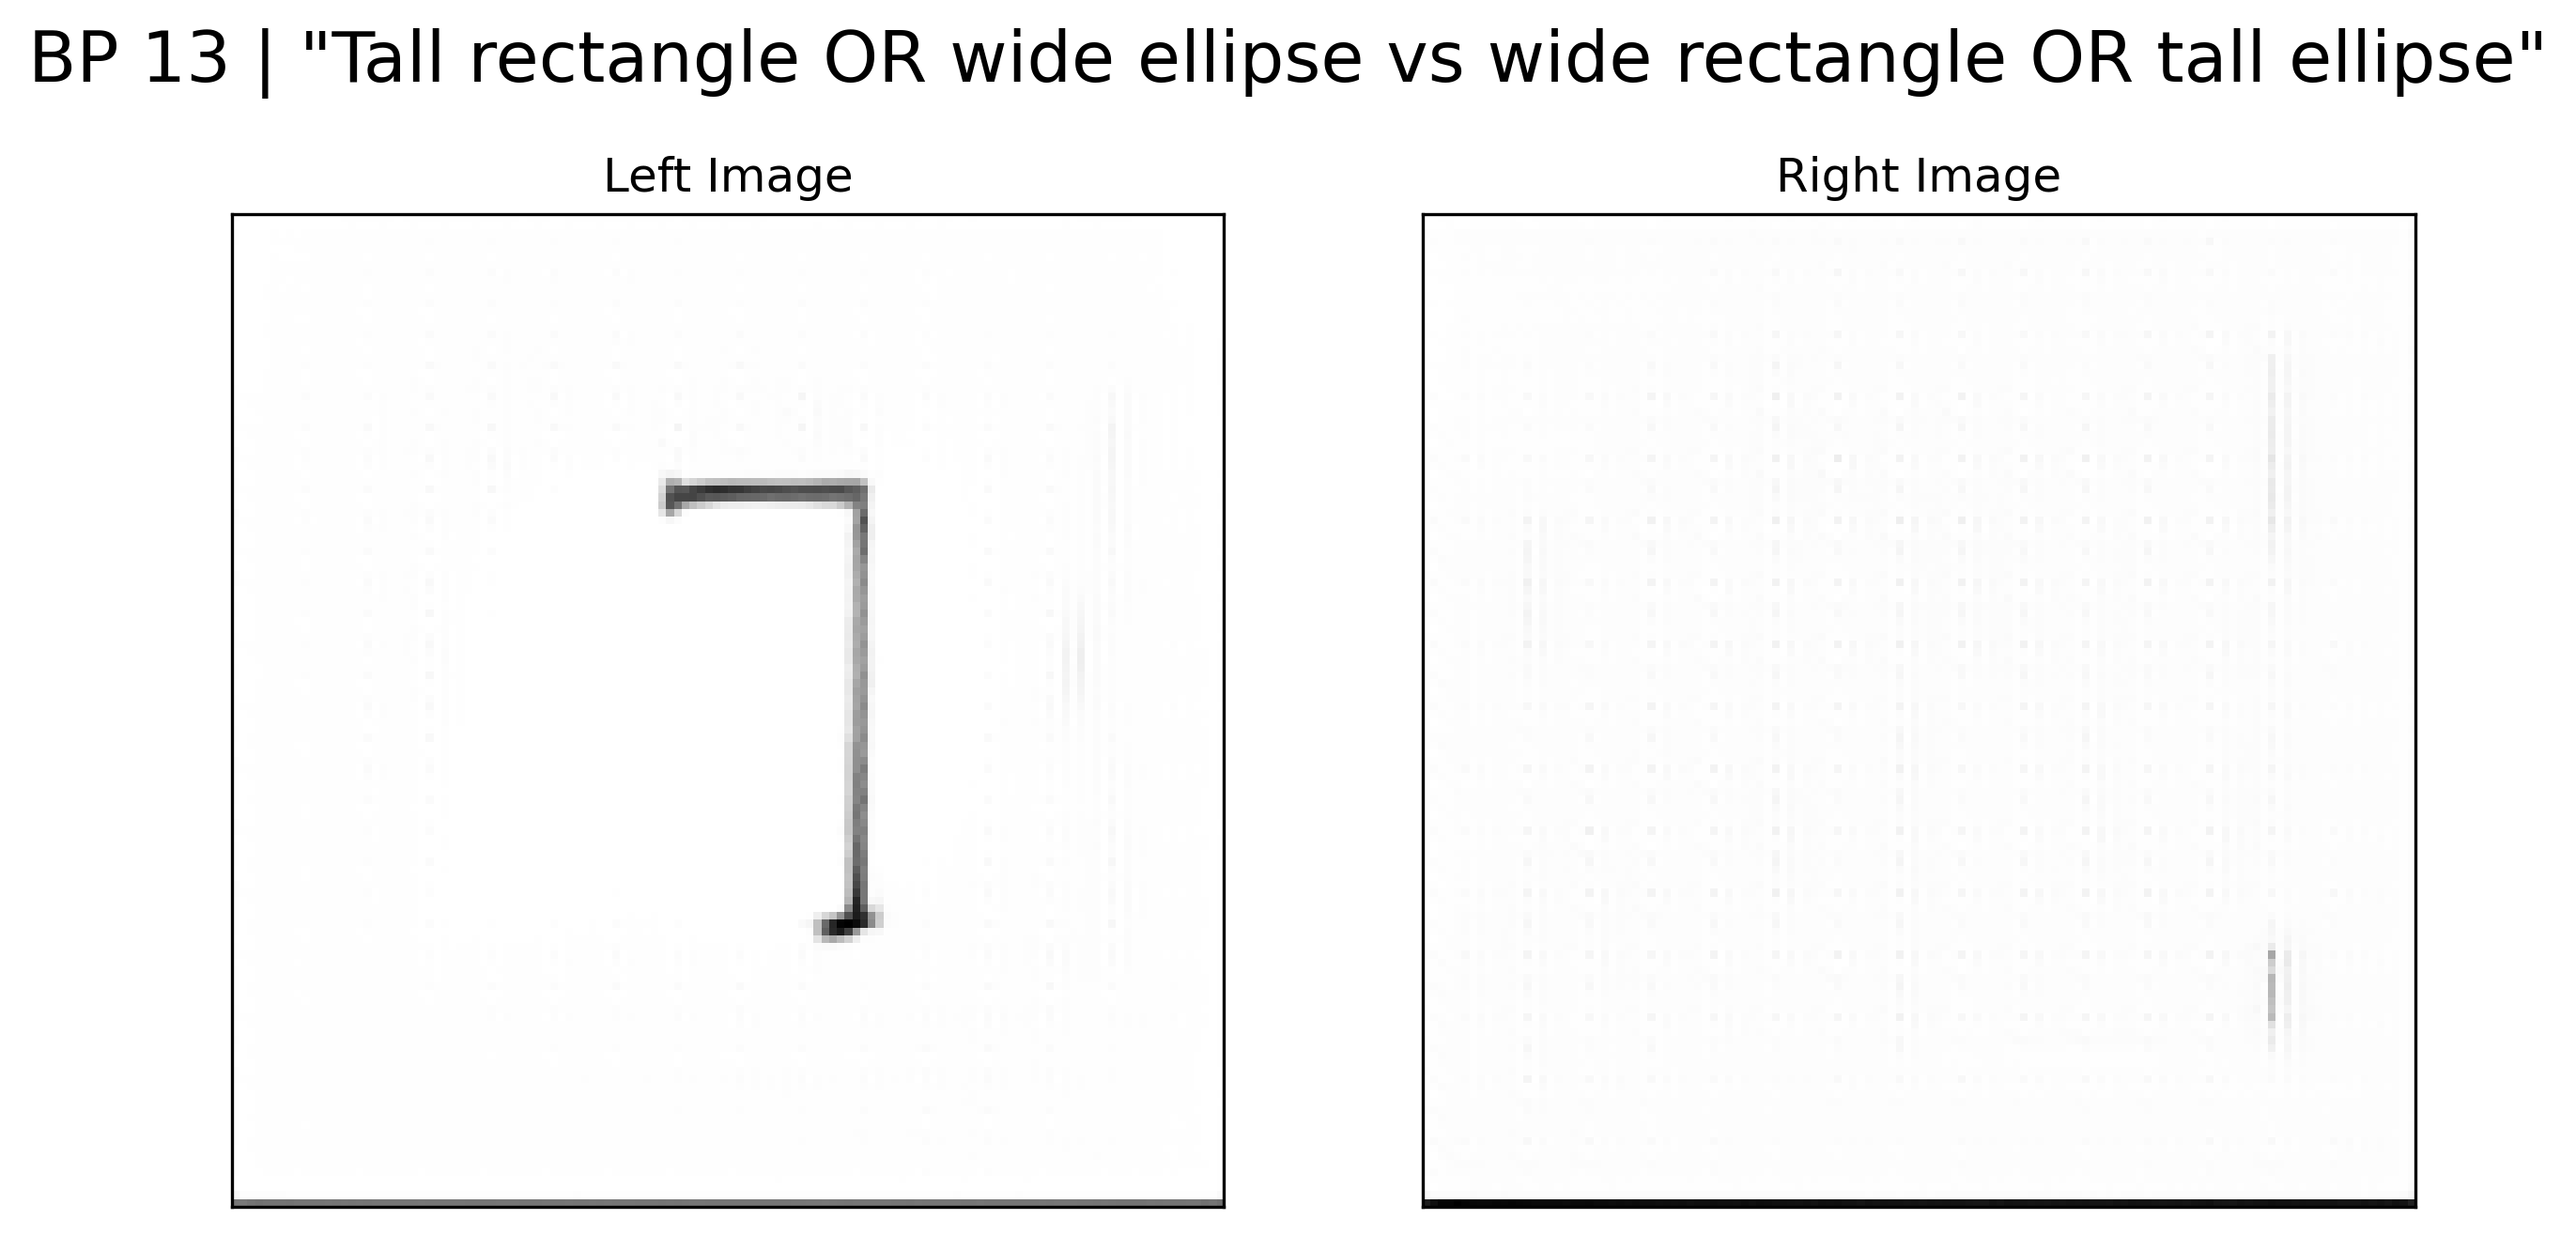 BP 13 | "Tall rectangle OR wide ellipse vs wide rectangle OR tall ellipse"
Left Image
Right Image